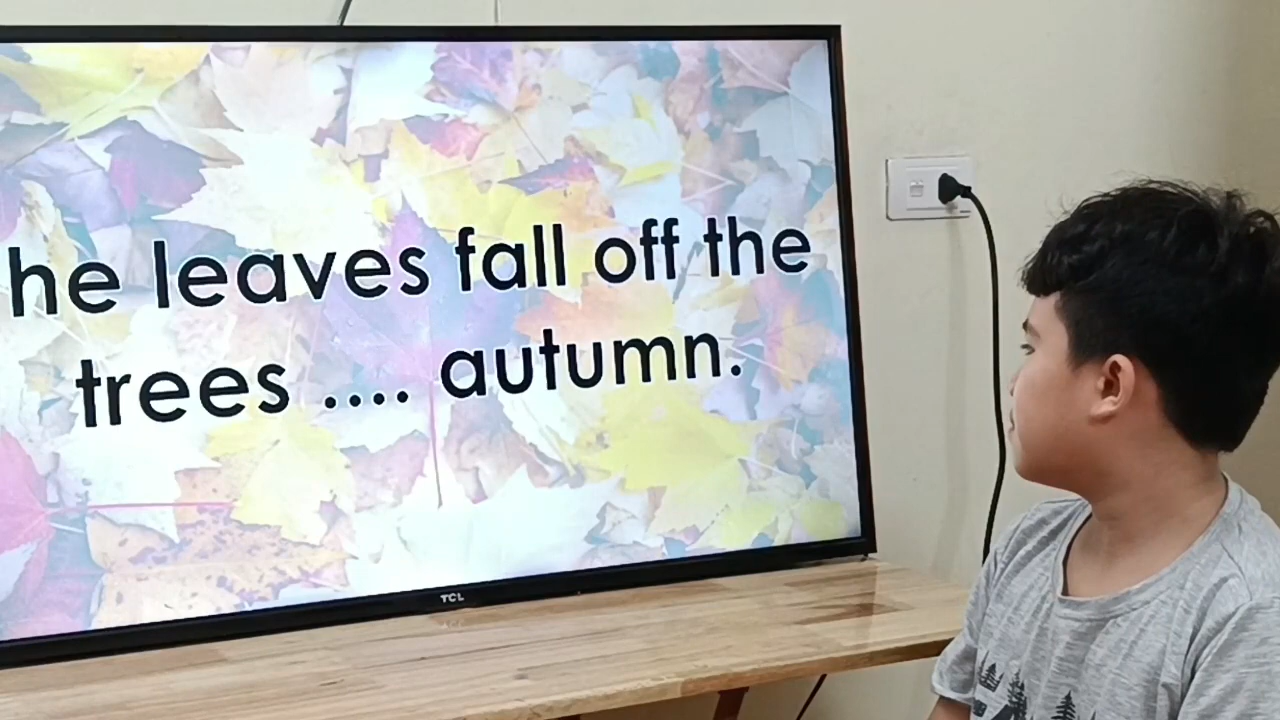 he leaves fall off the
trees .... autumn.
TCL